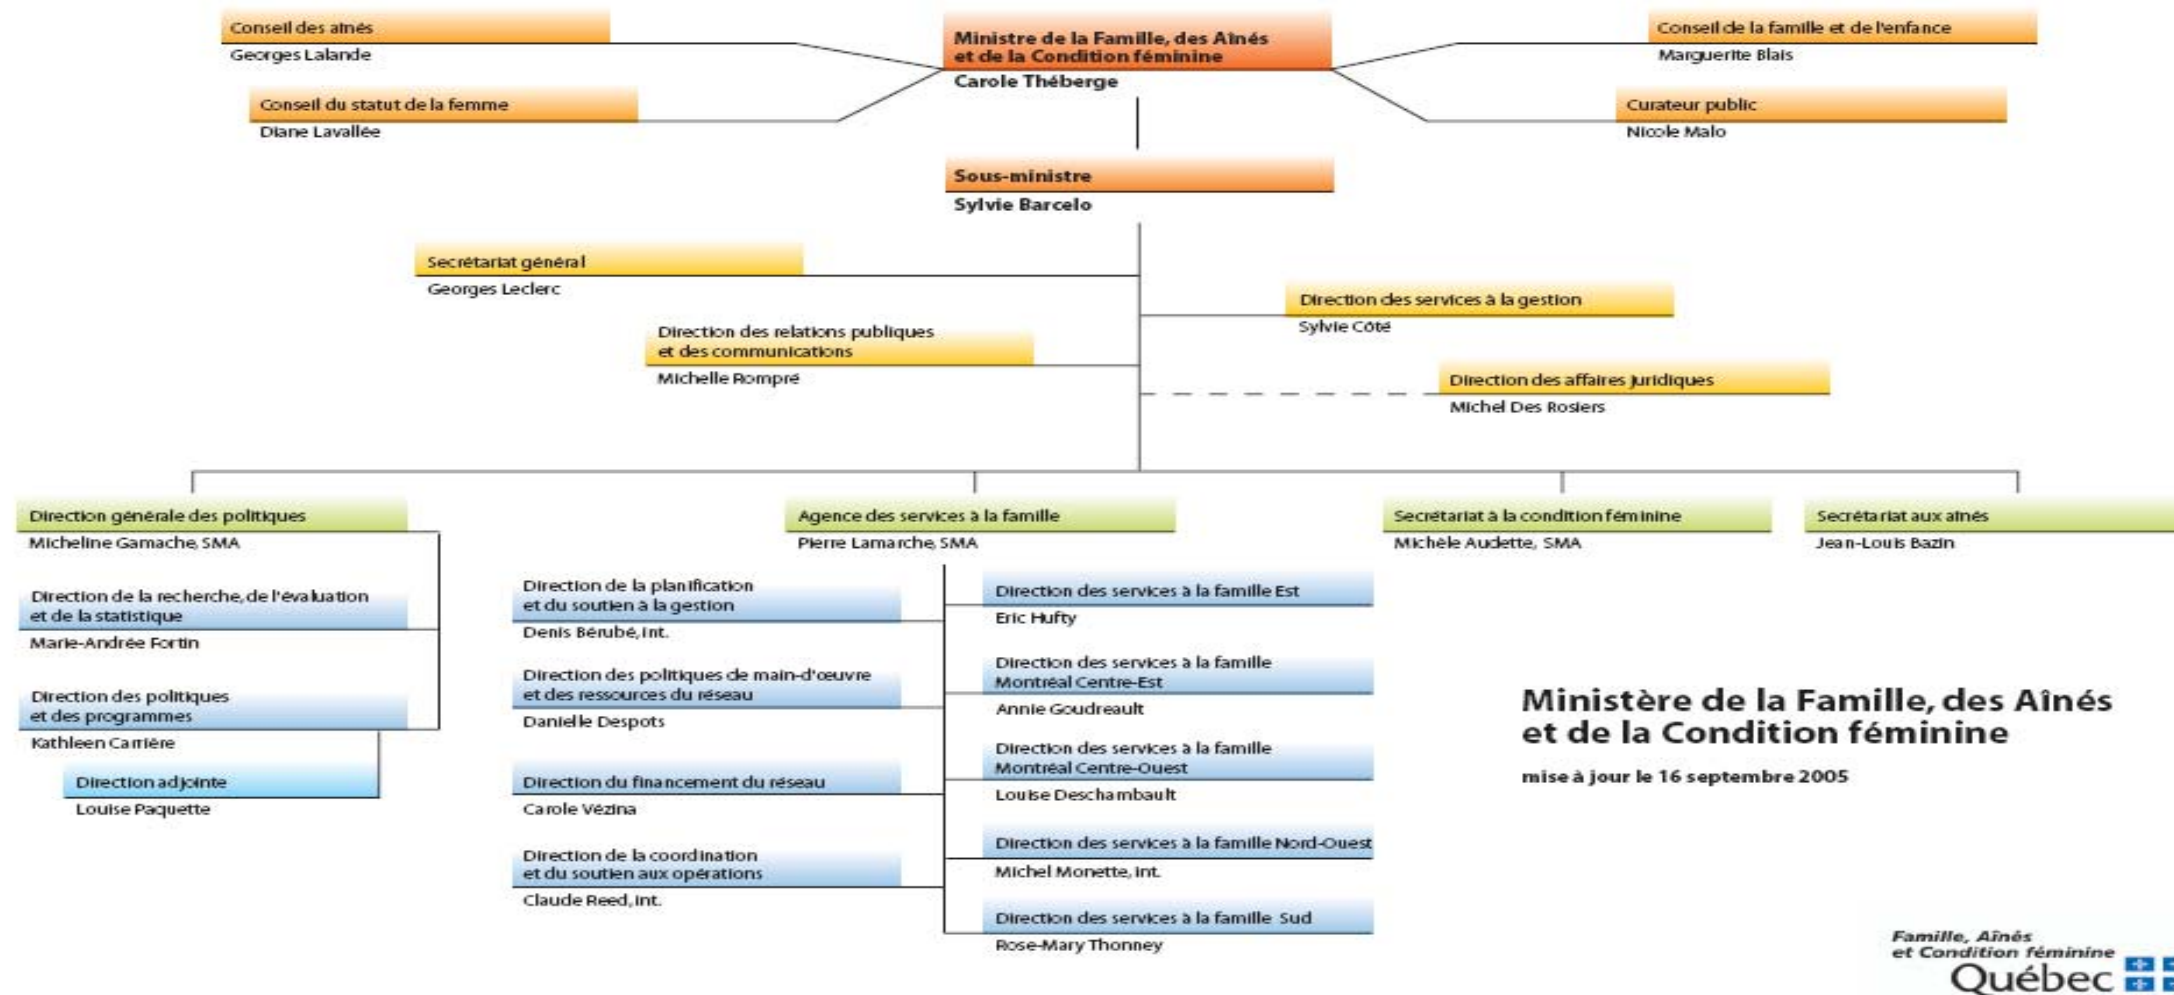 Conseil des aînés
Georges Lalande
Conseil du statut de la femme
Diane Lavallée
Ministre de la Famille, des Aînés
et de la Condition féminine
Carole Théberge
Conseil de la famille et de l'enfance
Marguerite Blais
Curateur public
Nicole Malo
Sous-ministre
Sylvie Barcelo
Secrétariat général
Georges Leclerc
Direction des services à la gestion
Sylvie Côté
Direction des relations publiques
et des communications
Michelle Rompré
Direction des affaires juridiques
Michel Des Rosiers
Direction générale des politiques
Micheline Gamache, SMA
Direction de la recherche, de l'évaluation
et de la statistique
Marie-Andrée Fortin
Direction des politiques
et des programmes
Kathleen Carrière
Direction adjointe
Louise Paquette
Agence des services à la famille
Pierre Lamarche, SMA
Direction de la planification
et du soutien à la gestion
Denis Bérubé, int.
Direction des politiques de main-d'œuvre
et des ressources du réseau
Danielle Despots
Direction du financement du réseau
Carole Vézina
Direction de la coordination
et du soutien aux opérations
Claude Reed, int.
Direction des services à la famille Est
Eric Hufty
Direction des services à la famille
Montréal Centre-Est
Annie Goudreault
Direction des services à la famille
Montréal Centre-Ouest
Louise Deschambault
Direction des services à la famille Nord-Ouest
Michel Monette, int.
Direction des services à la famille Sud
Rose-Mary Thonney
Secrétariat à la condition féminine
Michèle Audette, SMA
Secrétariat aux aînés
Jean-Louis Bazin
Ministère de la Famille, des Aînés
et de la Condition féminine
mise à jour le 16 septembre 2005
Famille, Aînés
et Condition féminine
Québec